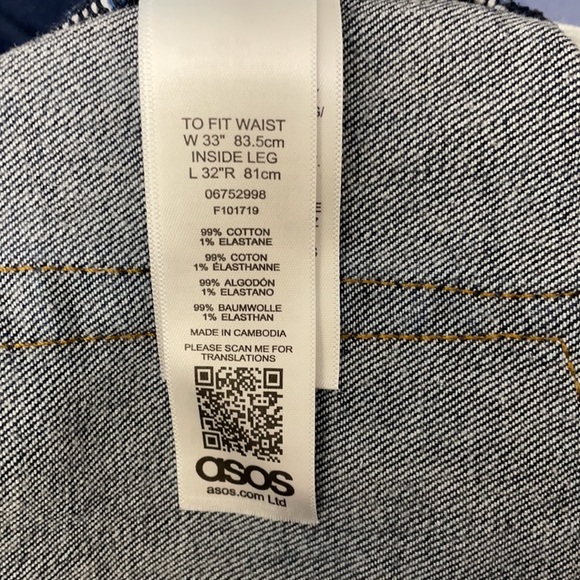 TO FIT WAIST
W 33" 83.5cm
INSIDE LEG
L 32"R 81cm
06752998
F101719
99% COTTON
1% ELASTANE
99% COTON
1% ÉLASTHANNE
99% ALGODÓN
1% ELASTANO
99% BAUMWOLLE
1% ELASTHAN
MADE IN CAMBODIA
PLEASE SCAN ME FOR
TRANSLATIONS
asos
asos.com Ltd